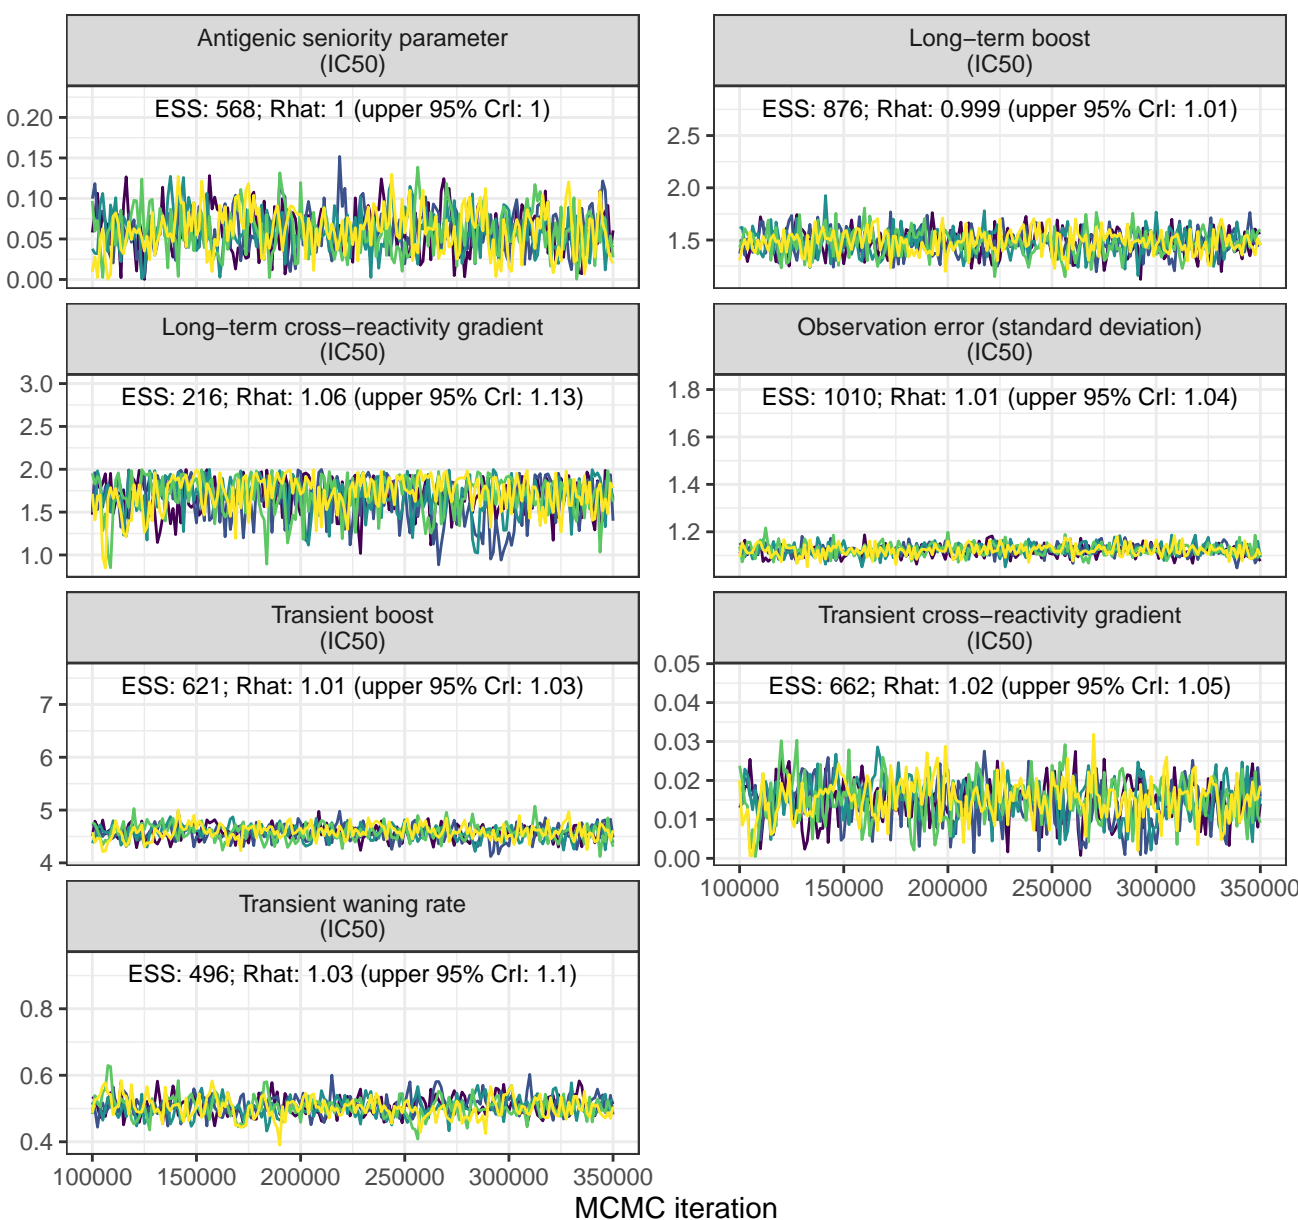 Antigenic seniority parameter
(IC50)
ESS: 568; Rhat: 1 (upper 95% CrI: 1)
0.20
0.15
0.10
0.05
0.00
Long−term boost
(IC50)
ESS: 876; Rhat: 0.999 (upper 95% CrI: 1.01)
2.5
2.0
1.5
Long−term cross−reactivity gradient
(IC50)
ESS: 216; Rhat: 1.06 (upper 95% CrI: 1.13)
3.0
2.5
2.0
1.5
1.0
Observation error (standard deviation)
(IC50)
ESS: 1010; Rhat: 1.01 (upper 95% CrI: 1.04)
1.8
1.6
1.4
1.2
Transient boost
(IC50)
ESS: 621; Rhat: 1.01 (upper 95% CrI: 1.03)
7
6
5
4
Transient cross−reactivity gradient
(IC50)
ESS: 662; Rhat: 1.02 (upper 95% CrI: 1.05)
0.05
0.04
0.03
0.02
0.01
0.00
100000 150000 200000 250000 300000 350000
Transient waning rate
(IC50)
ESS: 496; Rhat: 1.03 (upper 95% CrI: 1.1)
0.8
0.6
0.4
100000 150000 200000 250000 300000 350000
MCMC iteration